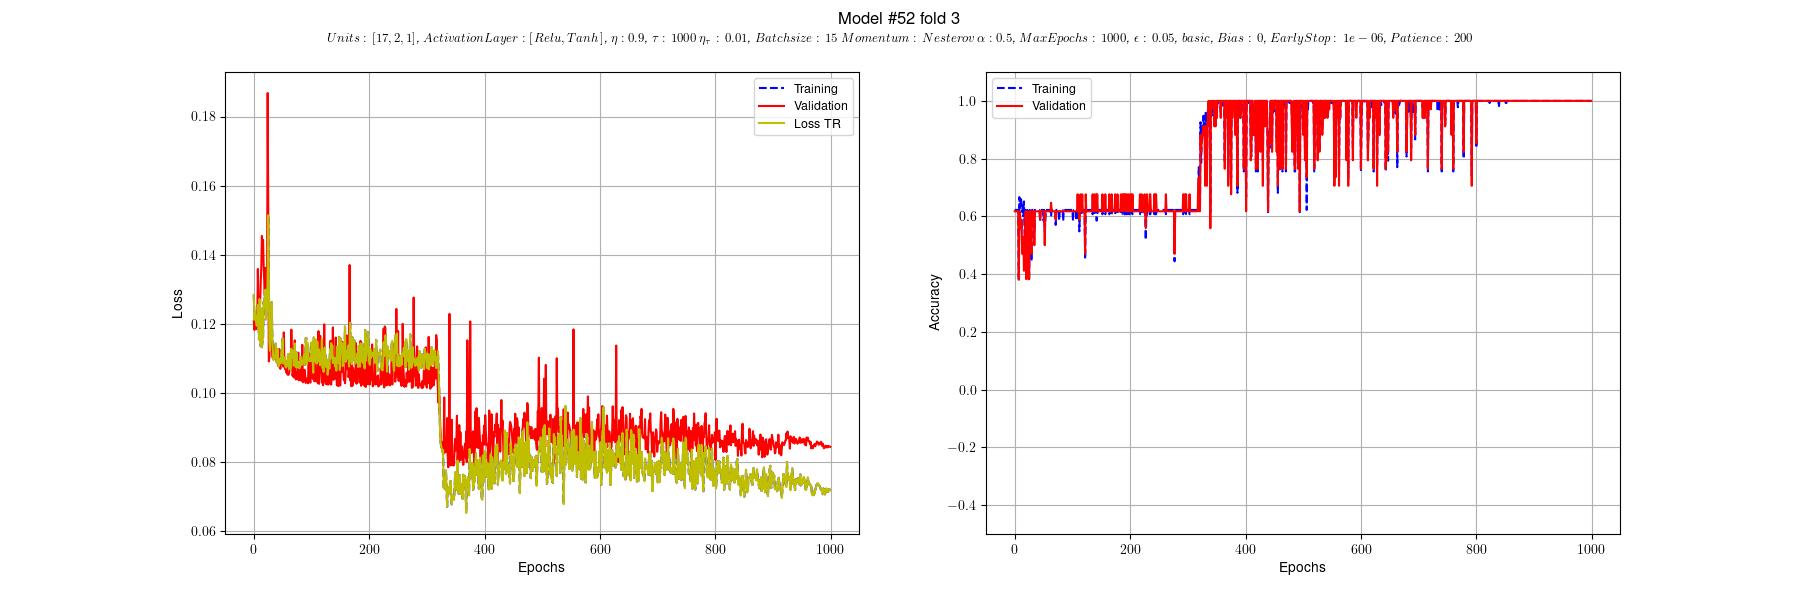 Model #52 fold 3
Units : [17, 2, 1], ActivationLayer : [Relu, Tanh], η : 0.9, τ : 1000 ητ : 0.01, Batchsize : 15 Momentum : Nesterov α : 0.5, MaxEpochs : 1000, ϵ : 0.05, basic, Bias : 0, EarlyStop : 1e − 06, Patience : 200
Training
Validation
Loss TR
0.18
0.16
0.14
0.12
0.10
0.08
0.06
Loss
0 200 400 600 800 1000
Epochs
Training
Validation
1.0
0.8
0.6
0.4
0.2
0.0
−0.2
−0.4
Accuracy
0 200 400 600 800 1000
Epochs